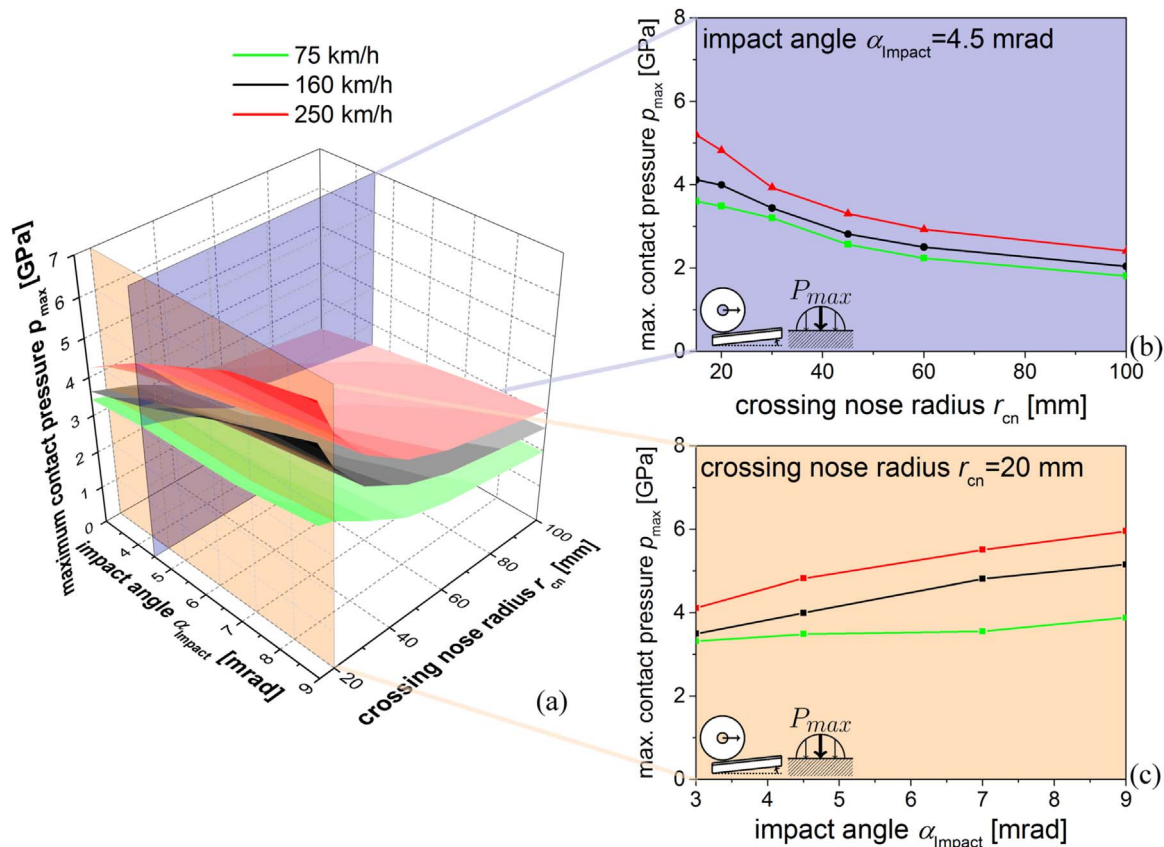 75 km/h
160 km/h
250 km/h
maximum contact pressure p max [GPa]
7
6
5
4
3
2
1
0
4
5
6
7
8
9
impact angle α Impact [mrad]
20
40
60
80
100
crossing nose radius r cn [mm]
(a)
max. contact pressure p max [GPa]
8
6
4
2
0
impact angle α Impact =4.5 mrad
P max
20
40
60
80
100
crossing nose radius r cn [mm]
(b)
max. contact pressure p max [GPa]
8
6
4
2
0
crossing nose radius r cn =20 mm
P max
3
4
5
6
7
8
9
impact angle α Impact [mrad]
(c)